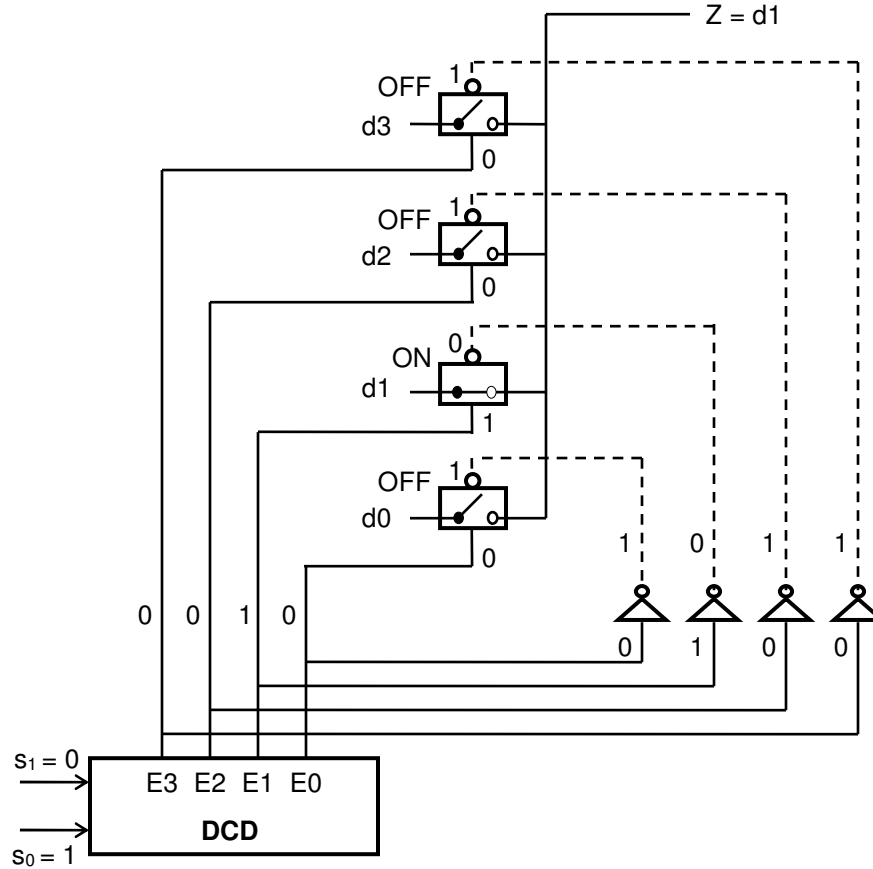 Z = d1
1
OFF
d3
0
1
OFF
d2
0
0
ON
d1
1
1
OFF
d0
0
1 0 1 1
0 0 1 0
0 1 0 0
s1 = 0
E3 E2 E1 E0
DCD
s0 = 1